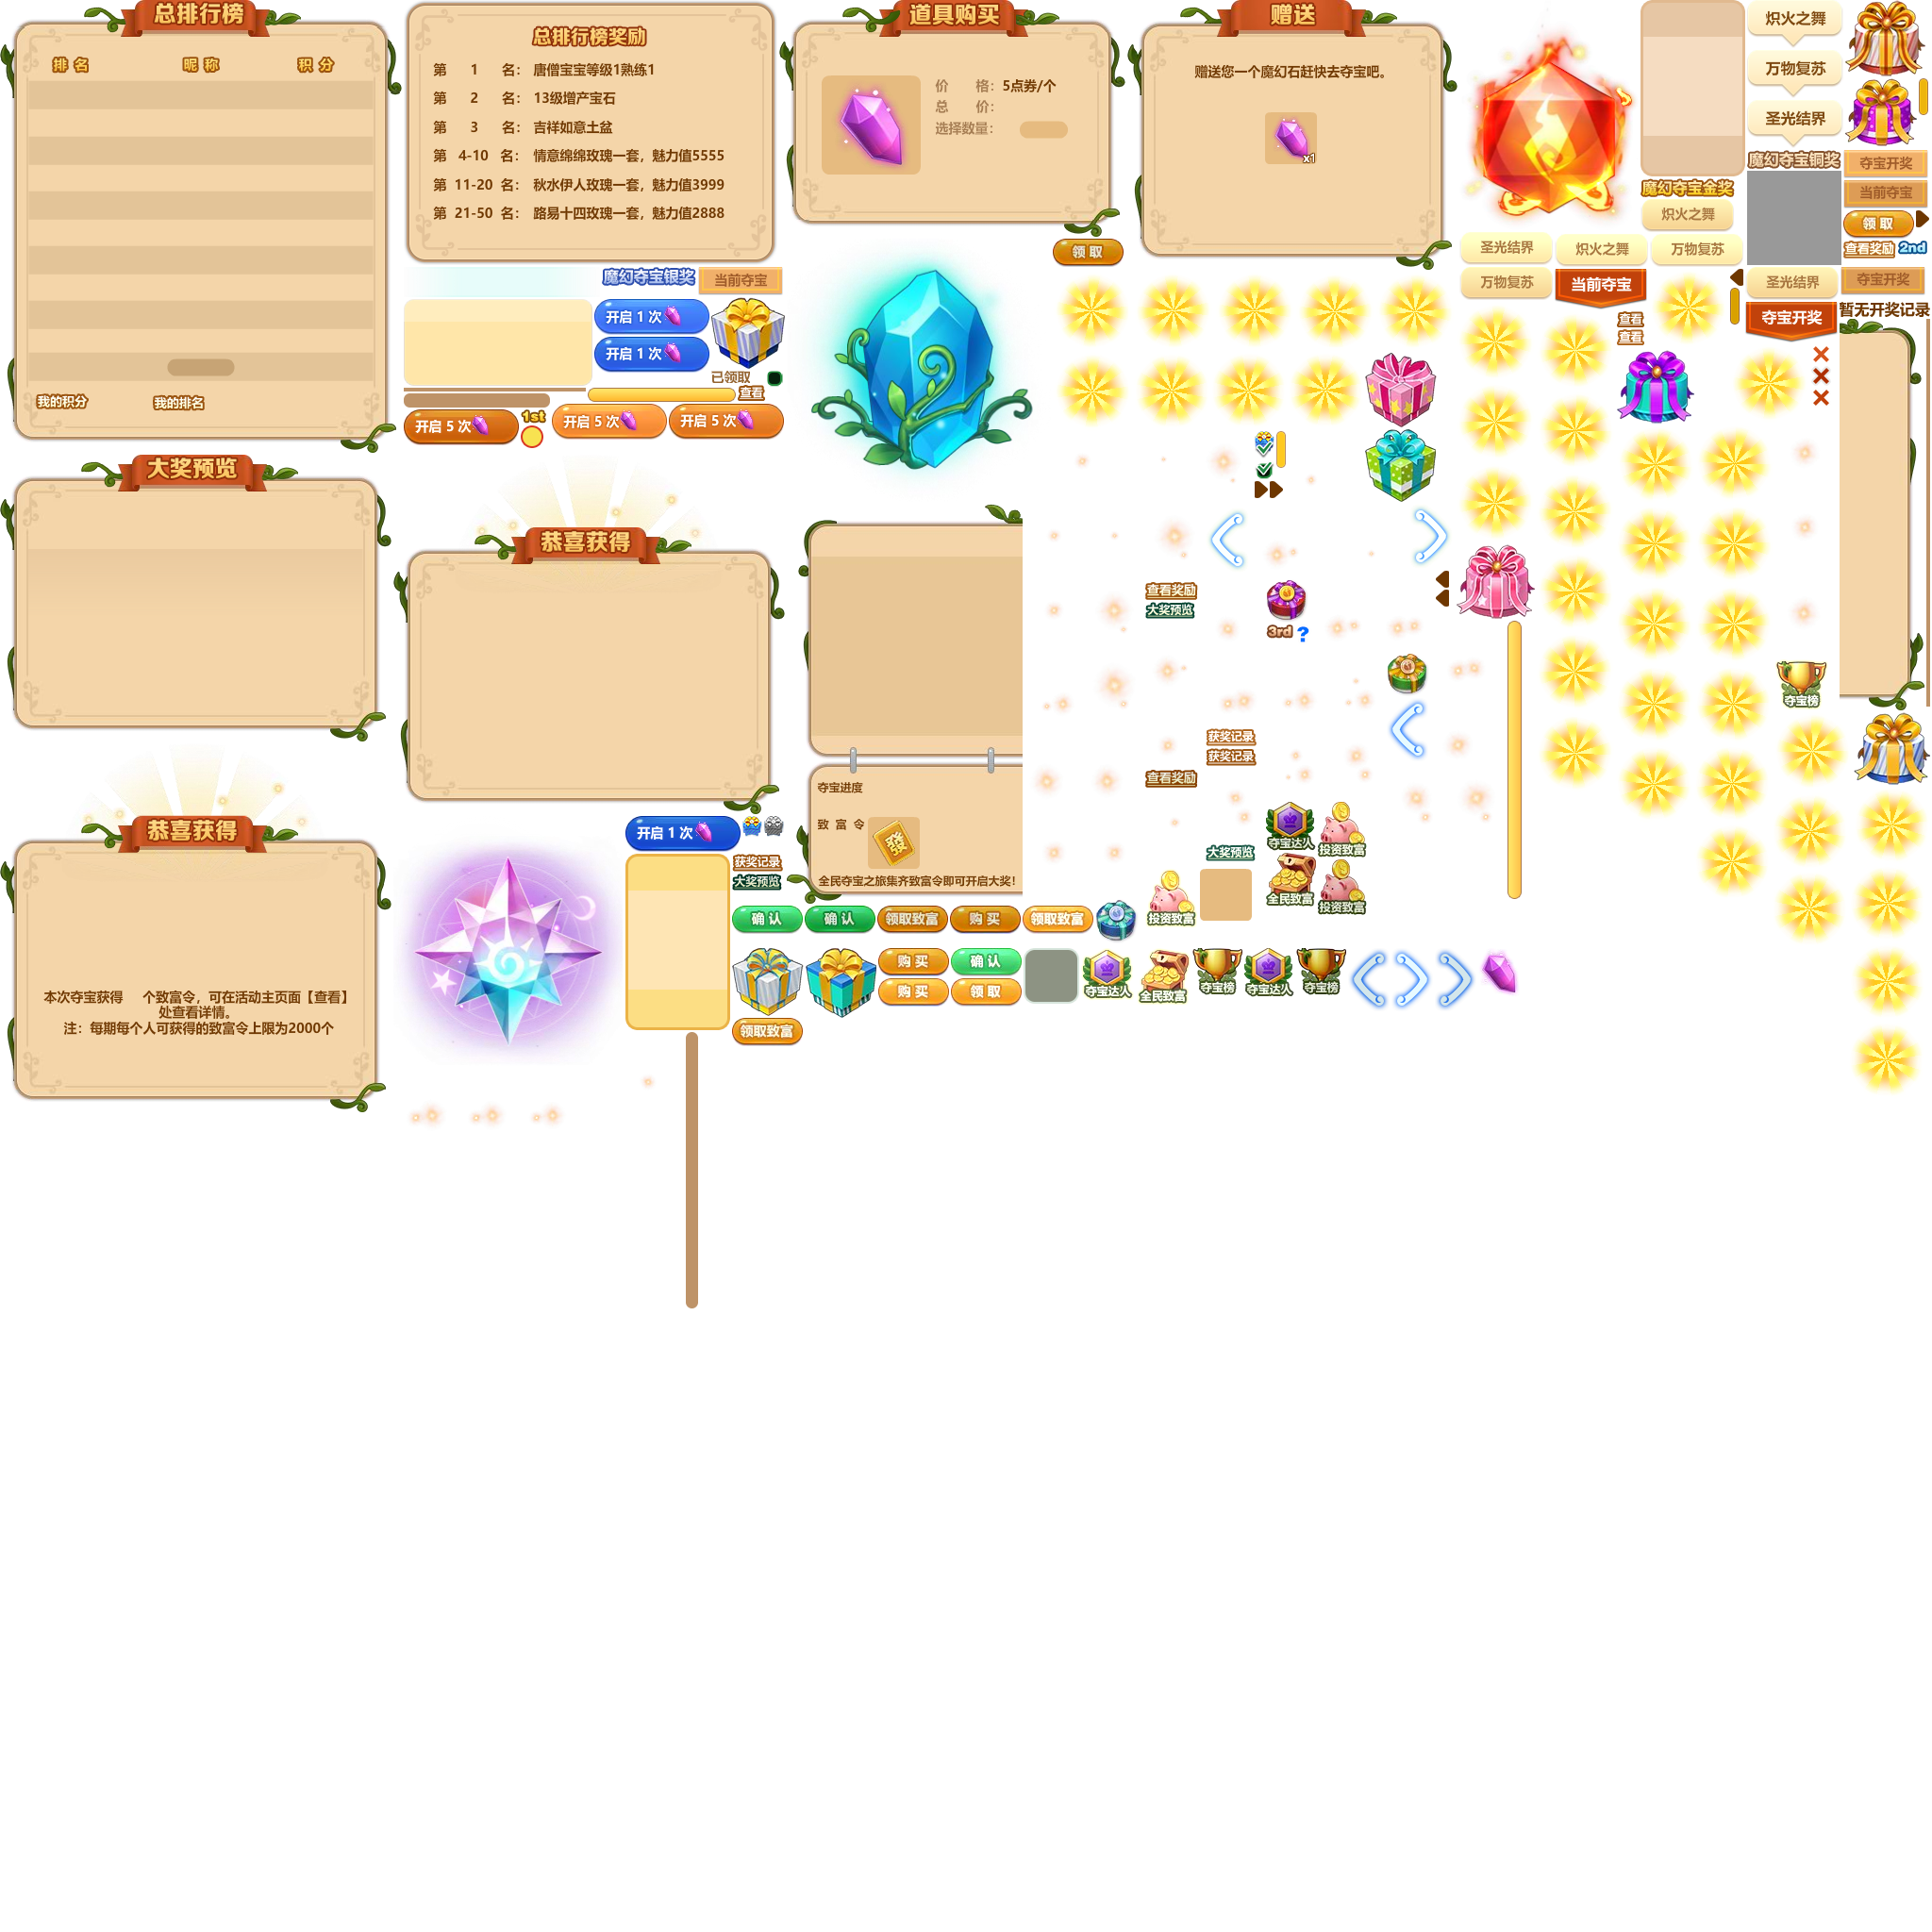 总排行榜
排 名 昵 称 积 分
我的积分 我的排名
总排行榜奖励
第 1 名： 唐僧宝宝等级1熟练1
第 2 名： 13级增产宝石
第 3 名： 吉祥如意土盆
第 4-10 名： 情意绵绵玫瑰一套，魅力值5555
第 11-20 名： 秋水伊人玫瑰一套，魅力值3999
第 21-50 名： 路易十四玫瑰一套，魅力值2888
道具购买
价 格： 5点券/个
总 价：
选择数量：
领 取
赠送
赠送您一个魔幻石赶快去夺宝吧。
x1
炽火之舞
万物复苏
圣光结界
魔幻夺宝铜奖
夺宝开奖
当前夺宝
魔幻夺宝金奖
炽火之舞
领 取
查看奖励 2nd
圣光结界 炽火之舞 万物复苏
万物复苏 当前夺宝 圣光结界 夺宝开奖
夺宝开奖 暂无开奖记录
查看
查看
魔幻夺宝银奖 当前夺宝
开启 1 次
开启 1 次
已领取
查看
开启 5 次 1st 开启 5 次 开启 5 次
大奖预览
恭喜获得
查看奖励
大奖预览
3rd ?
夺宝榜
获奖记录
获奖记录
查看奖励
夺宝进度
致 富 令
發
全民夺宝之旅集齐致富令即可开启大奖！
恭喜获得
本次夺宝获得 个致富令，可在活动主页面【查看】
处查看详情。
注：每期每个人可获得的致富令上限为2000个
开启 1 次
获奖记录
大奖预览
夺宝达人 投资致富
大奖预览
全民致富 投资致富
投资致富
确 认 确 认 领取致富 购 买 领取致富
购 买 确 认
购 买 领 取
夺宝达人 全民致富 夺宝榜 夺宝达人 夺宝榜
领取致富